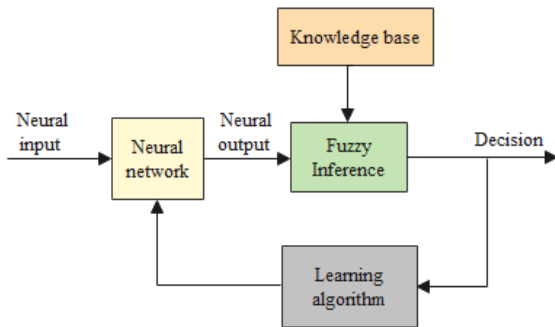 Knowledge base
Neural
input
Neural
network
Neural
output
Fuzzy
Inference
Decision
Learning
algorithm